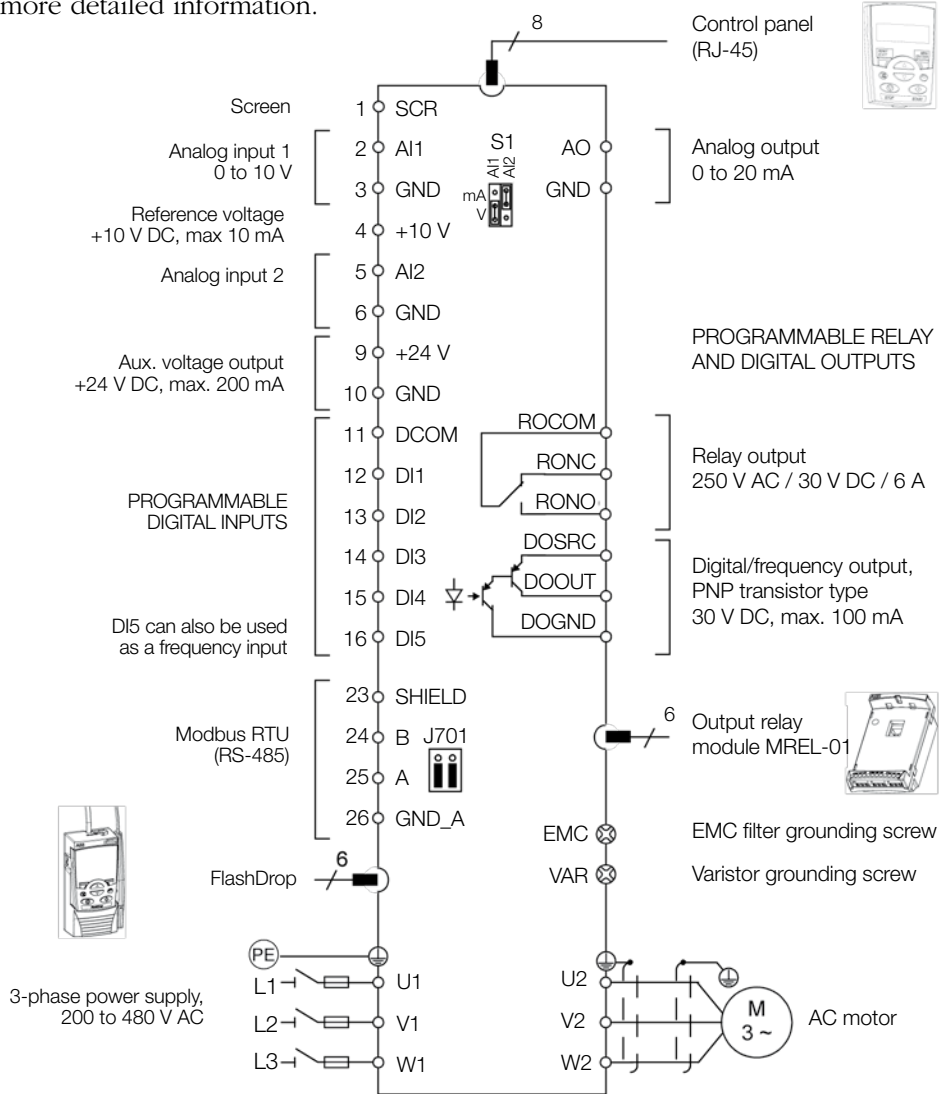 more detailed information.
8
Control panel
(RJ-45)
Screen
1 SCR
Analog input 1
0 to 10 V
2 AI1
3 GND
S1
AI1
AI2
mA
V
AO
GND
Analog output
0 to 20 mA
Reference voltage
+10 V DC, max 10 mA
4 +10 V
Analog input 2
5 AI2
6 GND
Aux. voltage output
+24 V DC, max. 200 mA
9 +24 V
10 GND
PROGRAMMABLE RELAY
AND DIGITAL OUTPUTS
PROGRAMMABLE
DIGITAL INPUTS
DI5 can also be used
as a frequency input
11 DCOM
12 DI1
13 DI2
14 DI3
15 DI4
16 DI5
ROCOM
RONC
RONO
Relay output
250 V AC / 30 V DC / 6 A
DOSRC
DOOUT
DOGND
Digital/frequency output,
PNP transistor type
30 V DC, max. 100 mA
Modbus RTU
(RS-485)
23 SHIELD
24 B
25 A
26 GND_A
J701
6
Output relay
module MREL-01
EMC
EMC filter grounding screw
VAR
Varistor grounding screw
FlashDrop
6
PE
3-phase power supply,
200 to 480 V AC
L1
L2
L3
U1
V1
W1
U2
V2
W2
M
3 ~
AC motor